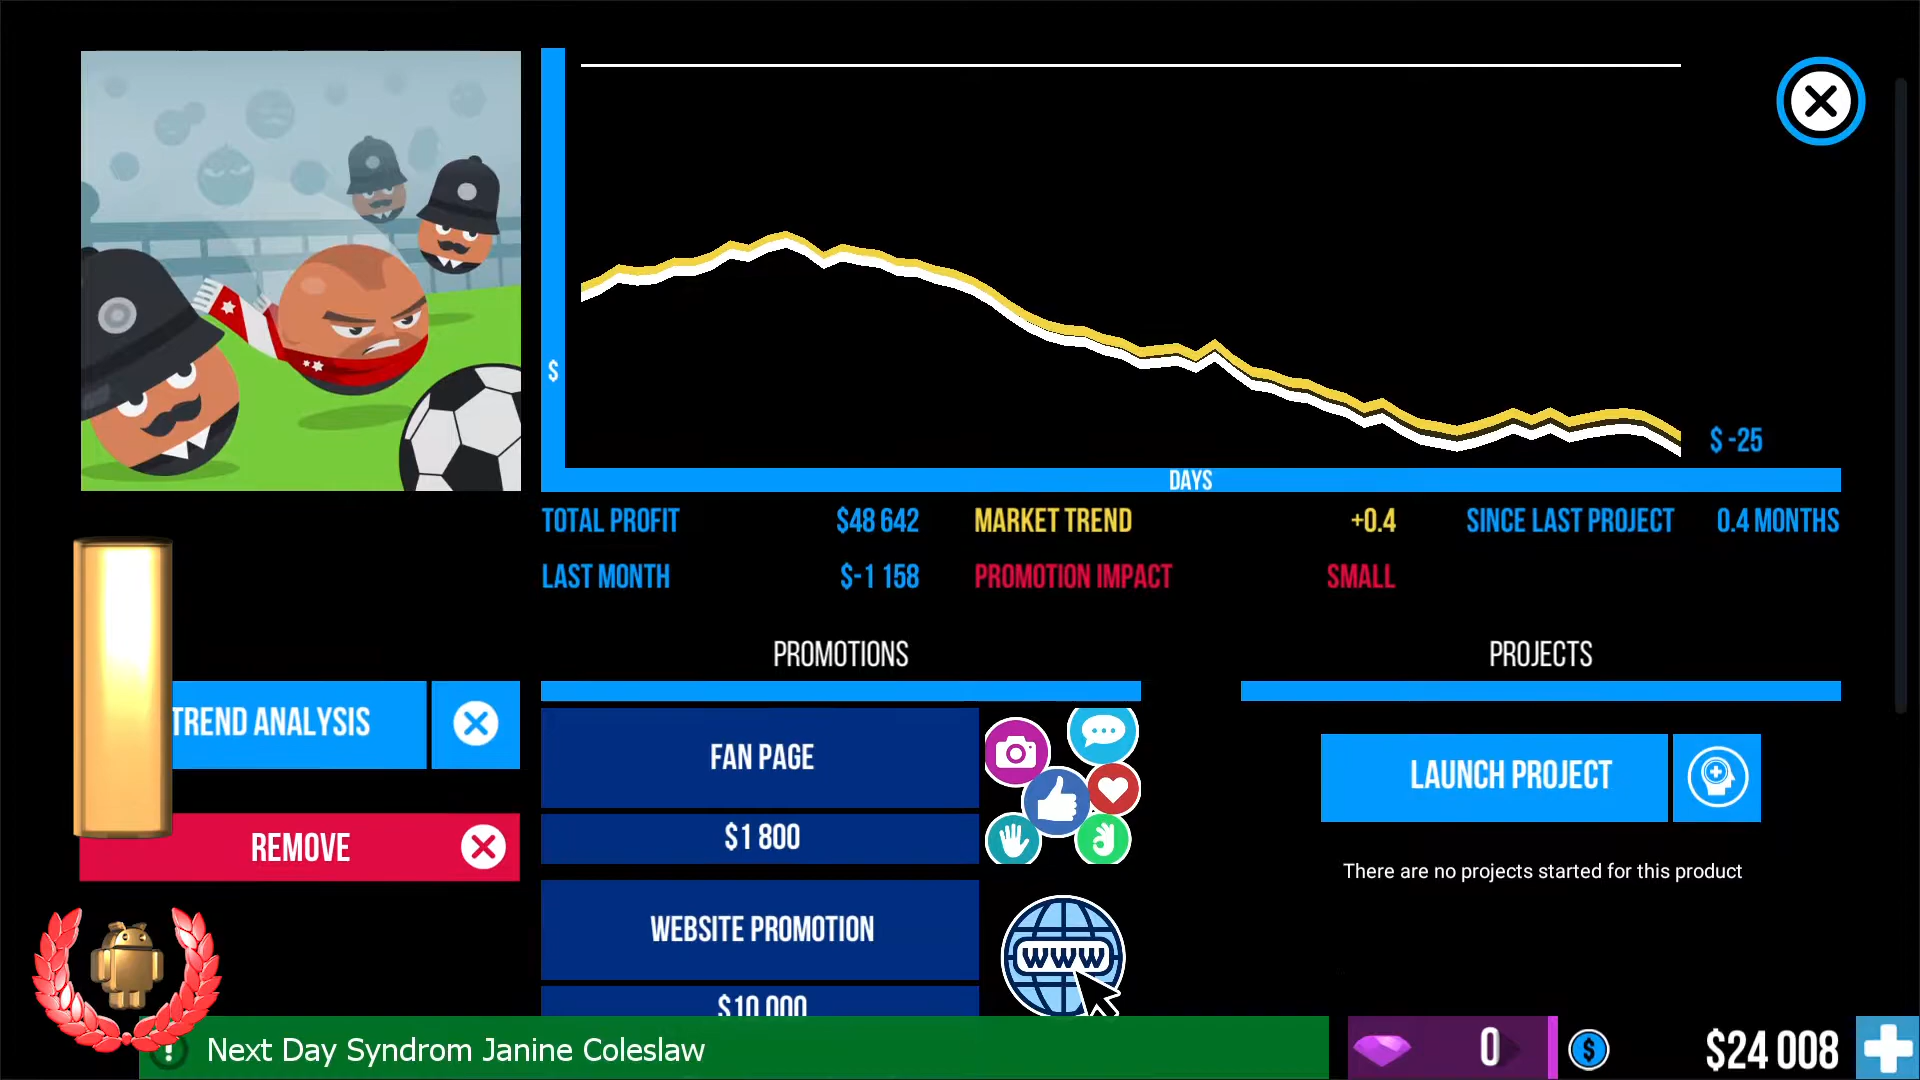 $
$ -25
DAYS
TOTAL PROFIT $48 642 MARKET TREND +0.4 SINCE LAST PROJECT 0.4 MONTHS
LAST MONTH $-1 158 PROMOTION IMPACT SMALL
PROMOTIONS
PROJECTS
TREND ANALYSIS
FAN PAGE
LAUNCH PROJECT
$1 800
REMOVE
There are no projects started for this product
WEBSITE PROMOTION
WWW
$10 000
Next Day Syndrom Janine Coleslaw
0
$
$24 008